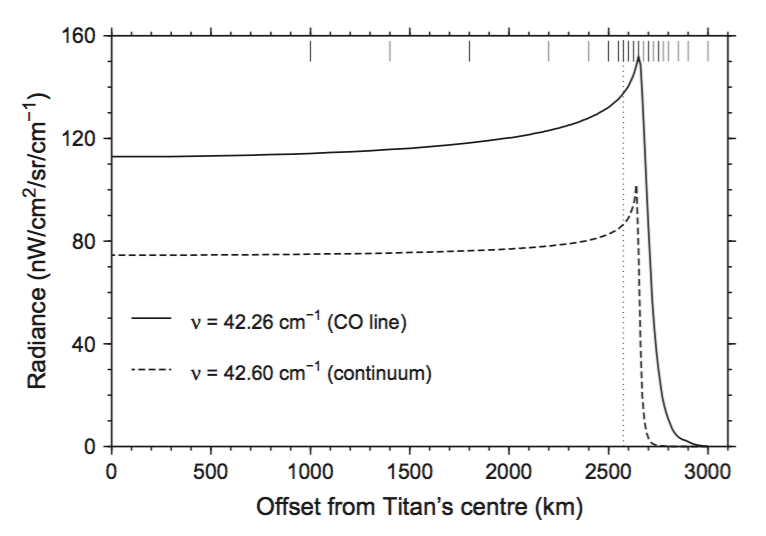 160
120
80
40
0
Radiance (nW/cm²/sr/cm⁻¹)
ν = 42.26 cm⁻¹ (CO line)
ν = 42.60 cm⁻¹ (continuum)
0 500 1000 1500 2000 2500 3000
Offset from Titan's centre (km)